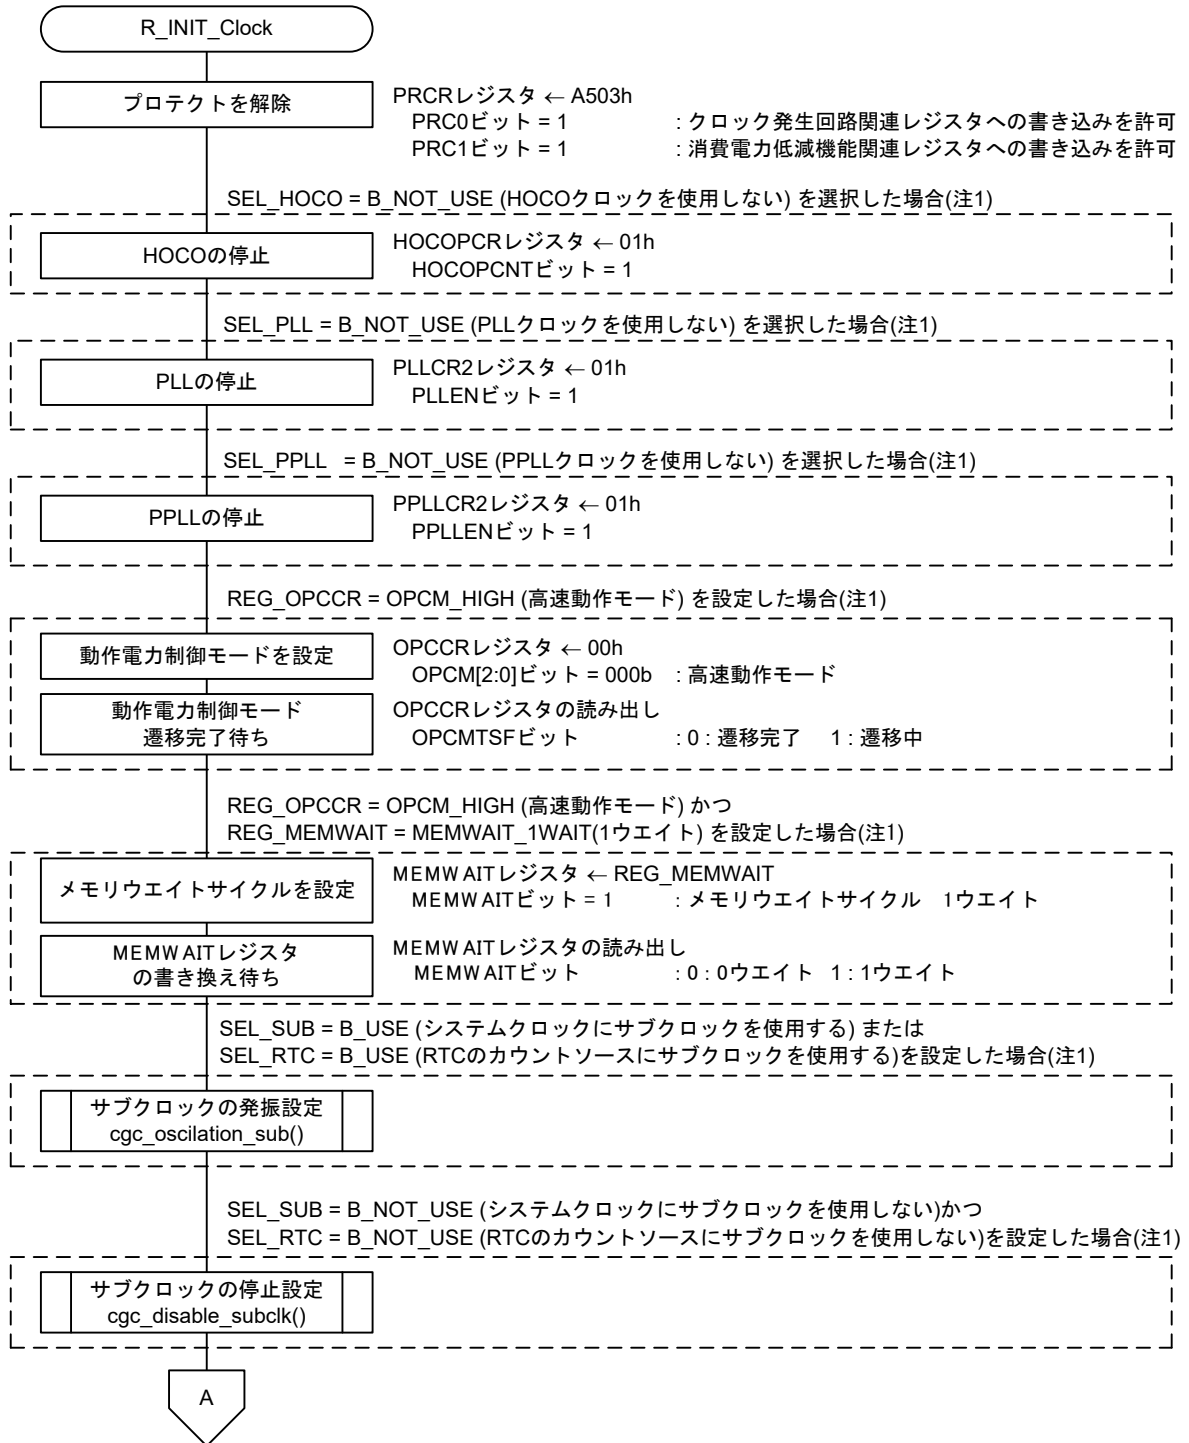 R_INIT_Clock
プロテクトを解除
PRCRレジスタ ← A503h
PRC0ビット = 1 : クロック発生回路関連レジスタへの書き込みを許可
PRC1ビット = 1 : 消費電力低減機能関連レジスタへの書き込みを許可
SEL_HOCO = B_NOT_USE (HOCOクロックを使用しない) を選択した場合(注1)
HOCOの停止
HOCOPCRレジスタ ← 01h
HOCOPCNTビット = 1
SEL_PLL = B_NOT_USE (PLLクロックを使用しない) を選択した場合(注1)
PLLの停止
PLLCR2レジスタ ← 01h
PLLENビット = 1
SEL_PPLL = B_NOT_USE (PPLLクロックを使用しない) を選択した場合(注1)
PPLLの停止
PPLLCR2レジスタ ← 01h
PPLLENビット = 1
REG_OPCCR = OPCM_HIGH (高速動作モード) を設定した場合(注1)
動作電力制御モードを設定
OPCCRレジスタ ← 00h
OPCM[2:0]ビット = 000b : 高速動作モード
動作電力制御モード
遷移完了待ち
OPCCRレジスタの読み出し
OPCMTSFビット : 0 : 遷移完了 1 : 遷移中
REG_OPCCR = OPCM_HIGH (高速動作モード) かつ
REG_MEMWAIT = MEMWAIT_1WAIT(1ウエイト) を設定した場合(注1)
メモリウエイトサイクルを設定
MEMWAITレジスタ ← REG_MEMWAIT
MEMWAITビット = 1 : メモリウエイトサイクル 1ウエイト
MEMWAITレジスタ
の書き換え待ち
MEMWAITレジスタの読み出し
MEMWAITビット : 0 : 0ウエイト 1 : 1ウエイト
SEL_SUB = B_USE (システムクロックにサブクロックを使用する) または
SEL_RTC = B_USE (RTCのカウントソースにサブクロックを使用する)を設定した場合(注1)
サブクロックの発振設定
cgc_oscilation_sub()
SEL_SUB = B_NOT_USE (システムクロックにサブクロックを使用しない)かつ
SEL_RTC = B_NOT_USE (RTCのカウントソースにサブクロックを使用しない)を設定した場合(注1)
サブクロックの停止設定
cgc_disable_subclk()
A